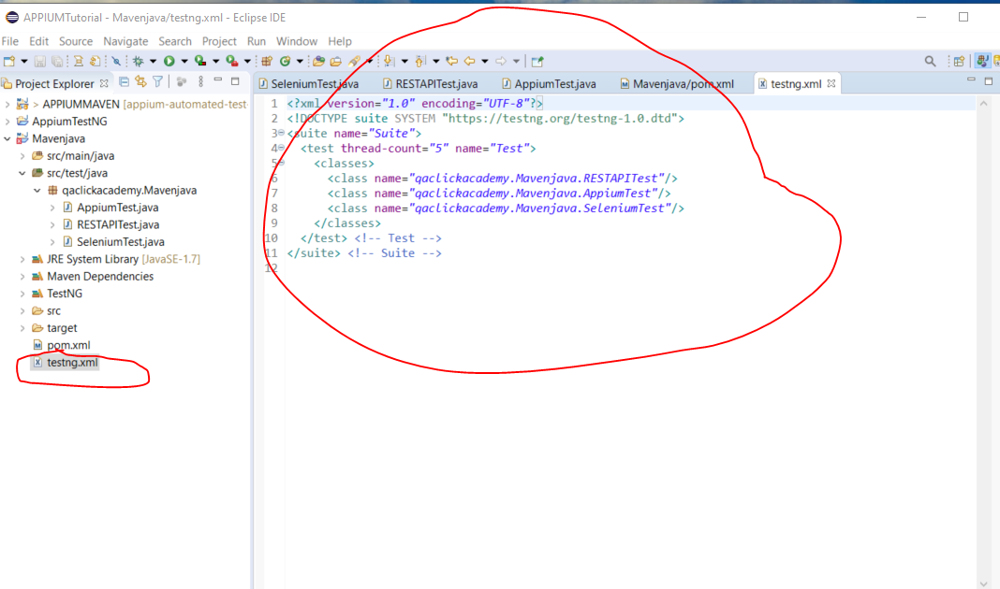 APPIUMTutorial - Mavenjava/testng.xml - Eclipse IDE
File Edit Source Navigate Search Project Run Window Help
Project Explorer
SeleniumTest.java RESTAPITest.java AppiumTest.java Mavenjava/pom.xml testng.xml
> APPIUMMAVEN [appium-automated-test-
AppiumTestNG
Mavenjava
src/main/java
src/test/java
qaclickacademy.Mavenjava
AppiumTest.java
RESTAPITest.java
SeleniumTest.java
JRE System Library [JavaSE-1.7]
Maven Dependencies
TestNG
src
target
pom.xml
testng.xml
1 <?xml version="1.0" encoding="UTF-8"?>
2 <!DOCTYPE suite SYSTEM "https://testng.org/testng-1.0.dtd">
3 <suite name="Suite">
4 <test thread-count="5" name="Test">
5 <classes>
6 <class name="qaclickacademy.Mavenjava.RESTAPITest"/>
7 <class name="qaclickacademy.Mavenjava.AppiumTest"/>
8 <class name="qaclickacademy.Mavenjava.SeleniumTest"/>
9 </classes>
10 </test> <!-- Test -->
11 </suite> <!-- Suite -->
12